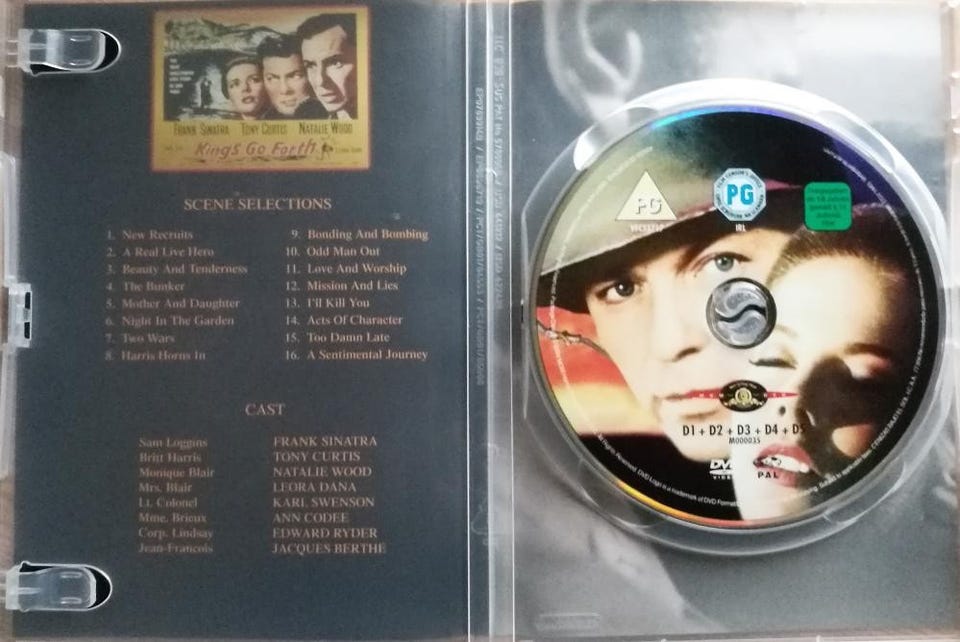 FRANK SINATRA TONY CURTIS NATALIE WOOD
Kings Go Forth
SCENE SELECTIONS
1. New Recruits
2. A Real Live Hero
3. Beauty And Tenderness
4. The Bunker
5. Mother And Daughter
6. Night In The Garden
7. Two Wars
8. Harris Horns In
9. Bonding And Bombing
10. Odd Man Out
11. Love And Worship
12. Mission And Lies
13. I'll Kill You
14. Acts Of Character
15. Too Damn Late
16. A Sentimental Journey
CAST
Sam Loggins FRANK SINATRA
Britt Harris TONY CURTIS
Monique Blair NATALIE WOOD
Mrs. Blair LEORA DANA
Lt. Colonel KARL SWENSON
Mme. Brieux ANN CODEE
Corp. Lindsay EDWARD RYDER
Jean-Francois JACQUES BERTHE
PG
PG
IRL
D1 + D2 + D3 + D4 + D5
M000035
DVD
VIDEO
PAL